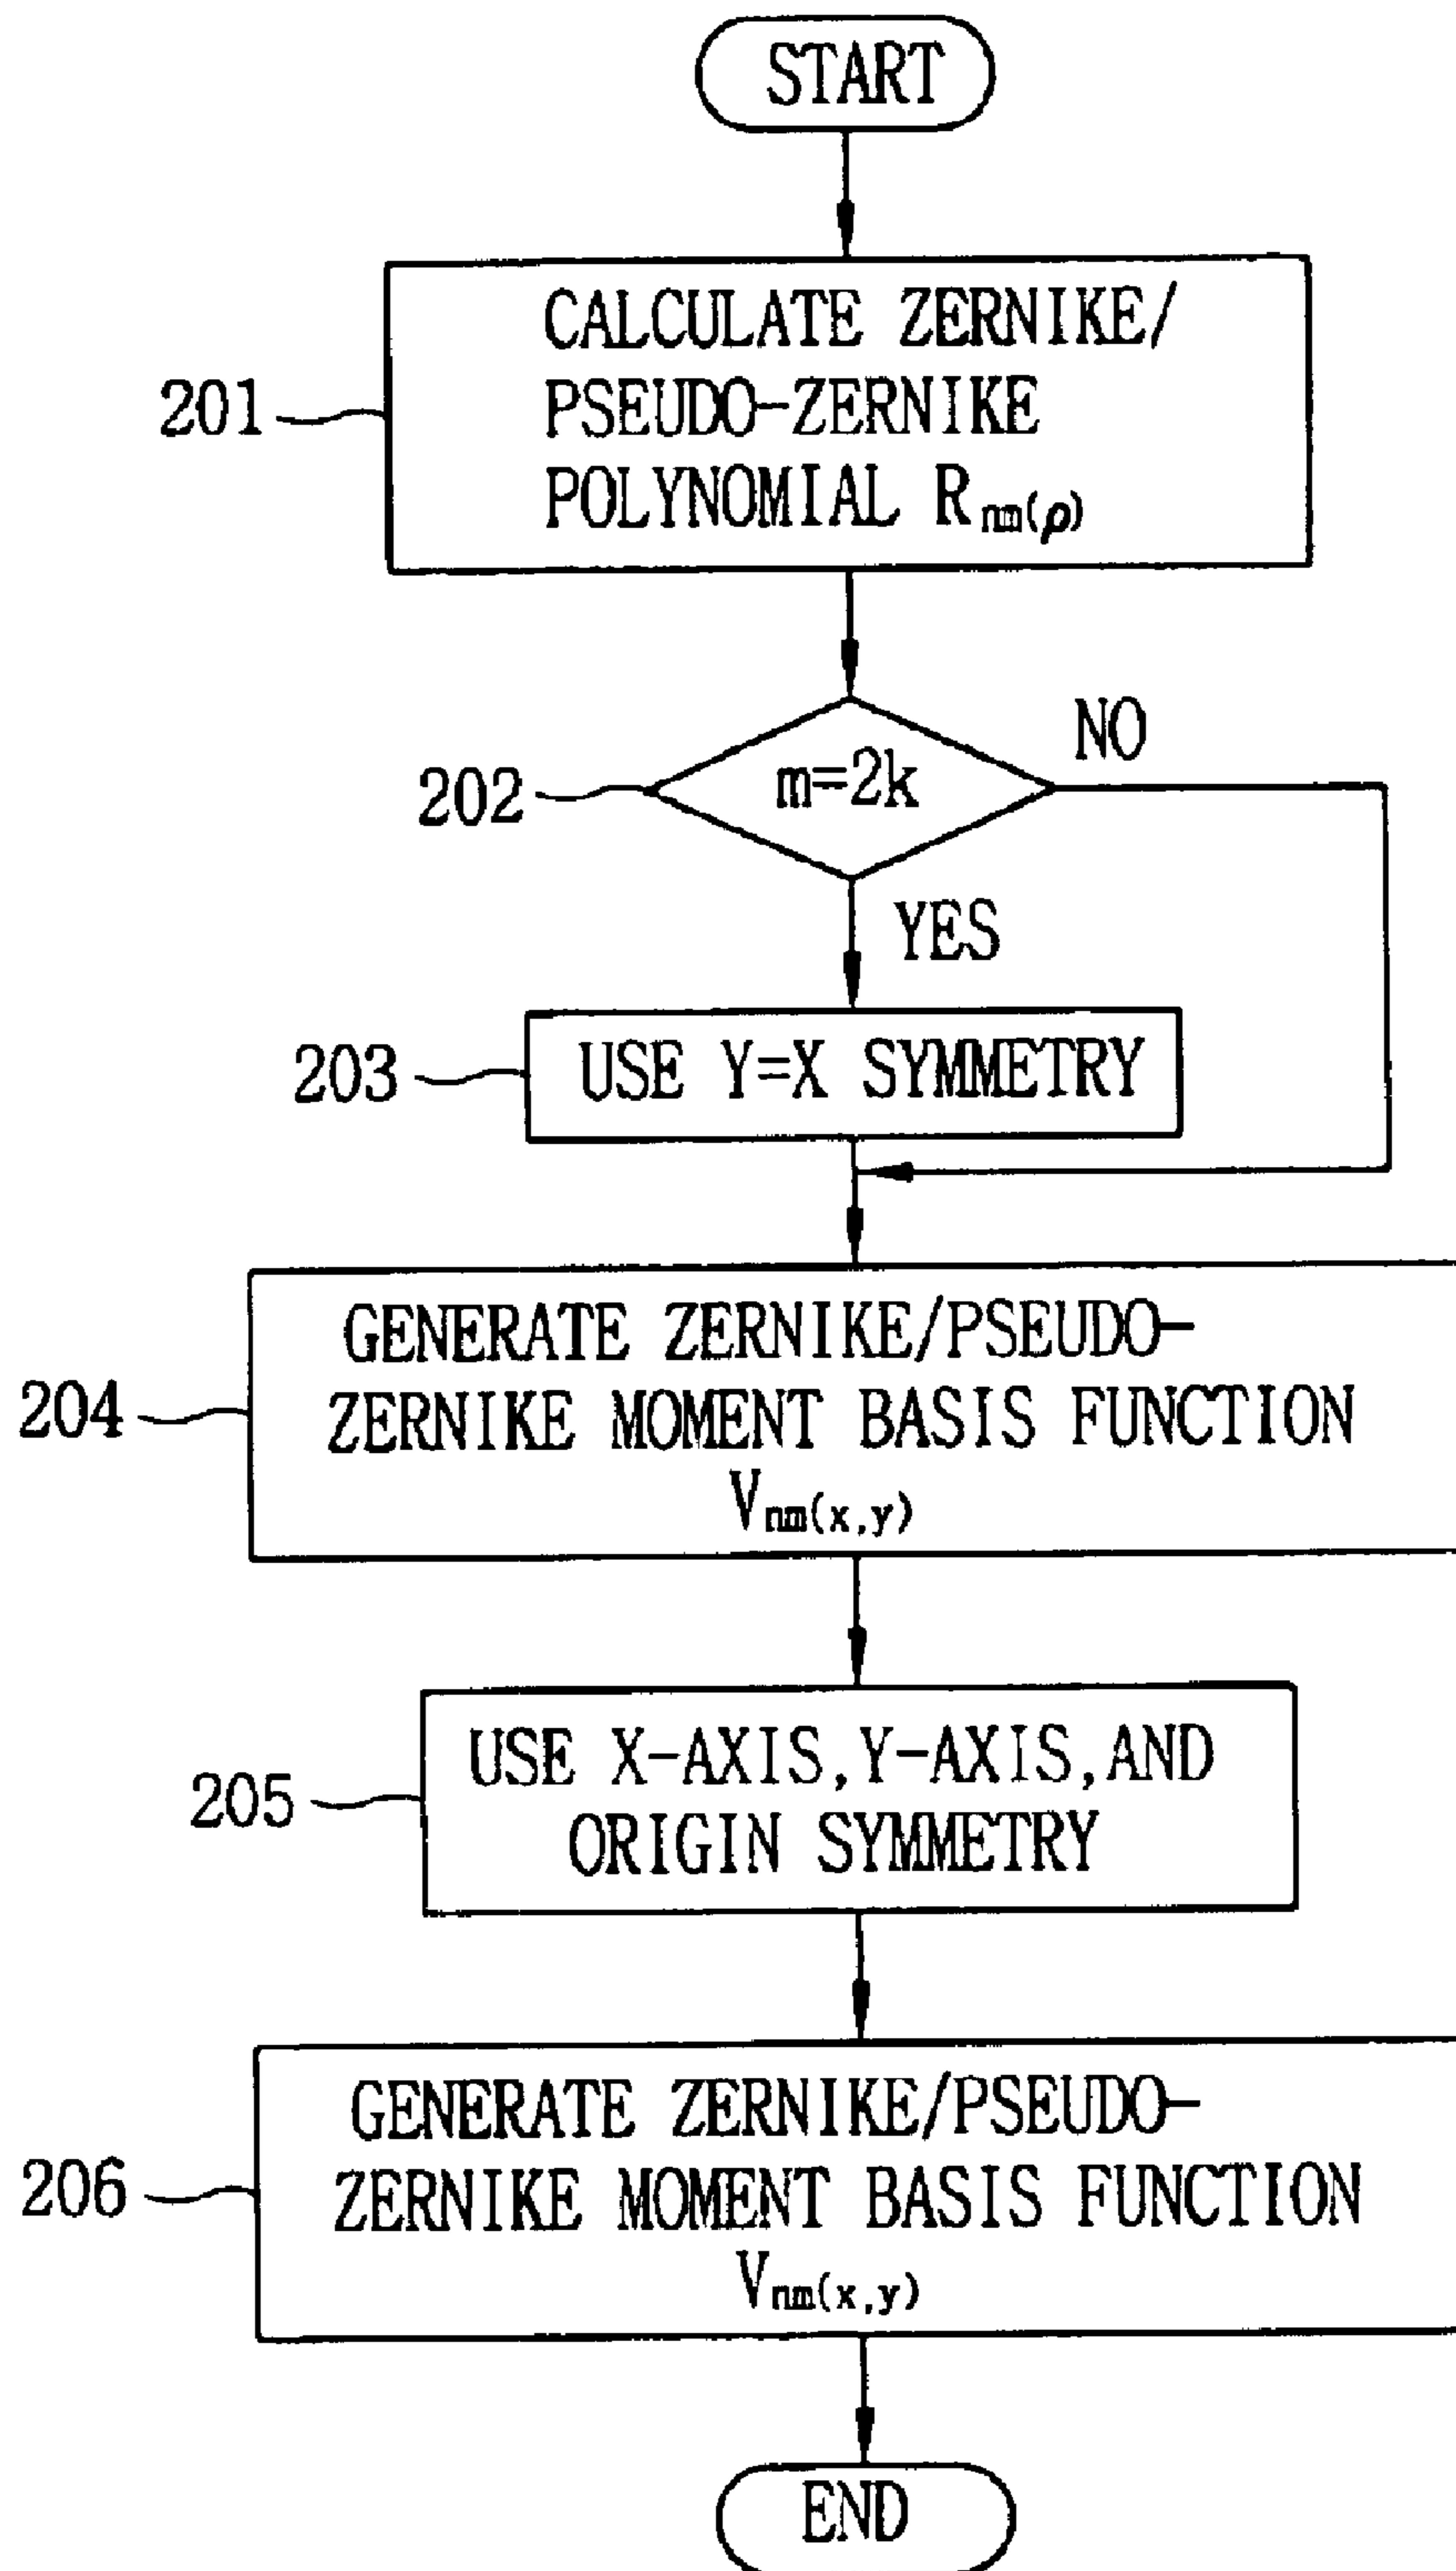 START
CALCULATE ZERNIKE/
PSEUDO-ZERNIKE
POLYNOMIAL Rnm(ρ)
201
NO
m=2k
202
YES
203
USE Y=X SYMMETRY
GENERATE ZERNIKE/PSEUDO-
ZERNIKE MOMENT BASIS FUNCTION
Vnm(x,y)
204
USE X-AXIS,Y-AXIS,AND
ORIGIN SYMMETRY
205
GENERATE ZERNIKE/PSEUDO-
ZERNIKE MOMENT BASIS FUNCTION
Vnm(x,y)
206
END